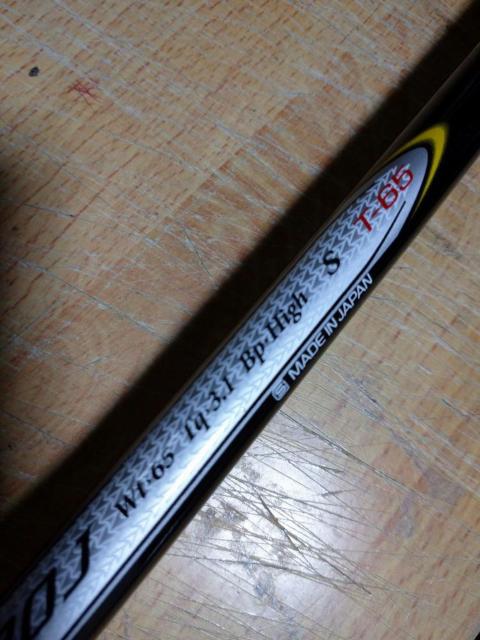 Wt:65 Tq:3.1 Bp:High S T-65
MADE IN JAPAN